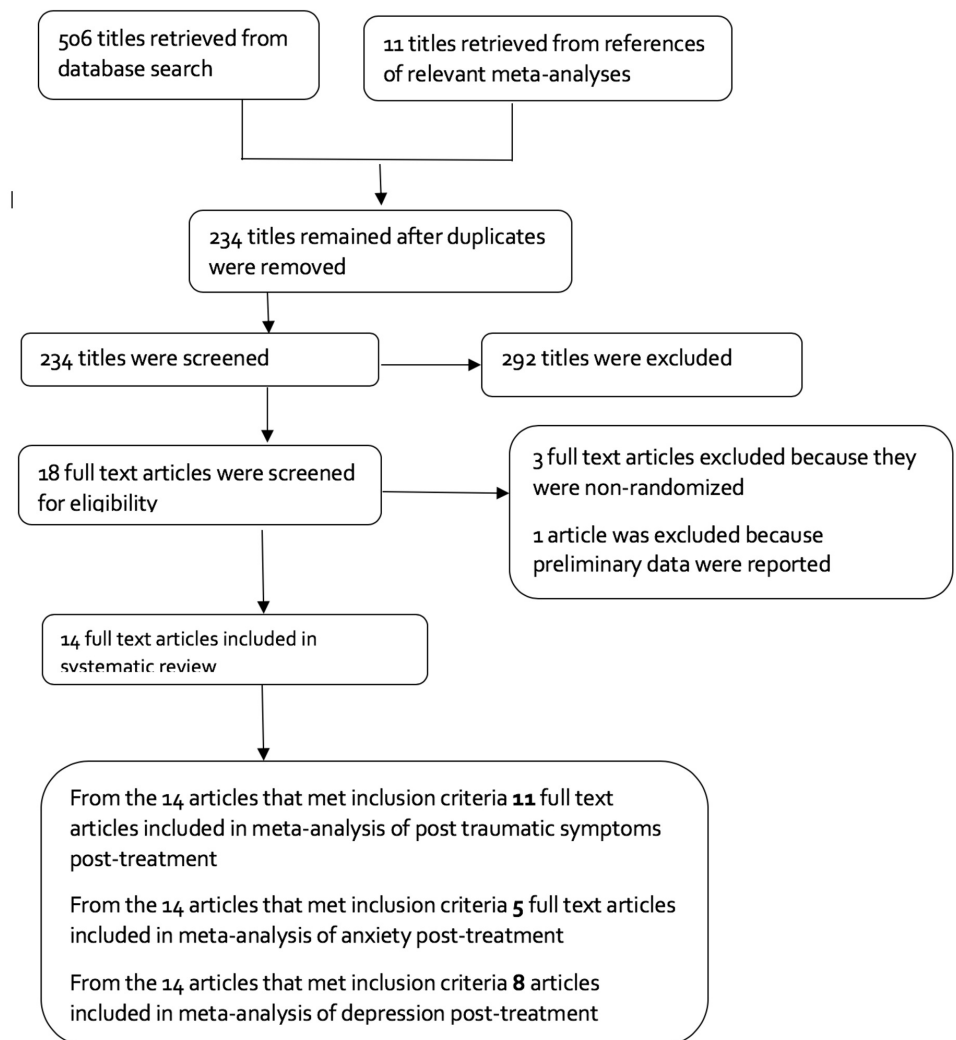 506 titles retrieved from
database search
11 titles retrieved from references
of relevant meta-analyses
234 titles remained after duplicates
were removed
234 titles were screened
292 titles were excluded
18 full text articles were screened
for eligibility
3 full text articles excluded because they
were non-randomized
1 article was excluded because
preliminary data were reported
14 full text articles included in
systematic review
From the 14 articles that met inclusion criteria 11 full text
articles included in meta-analysis of post traumatic symptoms
post-treatment
From the 14 articles that met inclusion criteria 5 full text articles
included in meta-analysis of anxiety post-treatment
From the 14 articles that met inclusion criteria 8 articles
included in meta-analysis of depression post-treatment